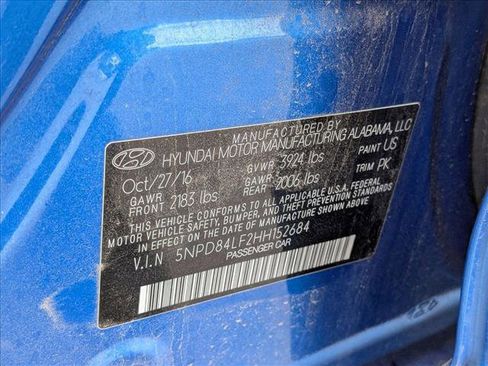 MANUFACTURED BY
HYUNDAI MOTOR MANUFACTURING ALABAMA, LLC
Oct/27/16 GVWR 3924 lbs PAINT US
GAWR FRONT 2183 lbs GAWR REAR 2006 lbs TRIM PK
THIS VEHICLE CONFORMS TO ALL APPLICABLE U.S.A. FEDERAL
MOTOR VEHICLE SAFETY AND THEFT PREVENTION STANDARDS
IN EFFECT ON THE DATE OF MANUFACTURE SHOWN ABOVE.
V.I.N 5NPD84LF2HH152684
PASSENGER CAR